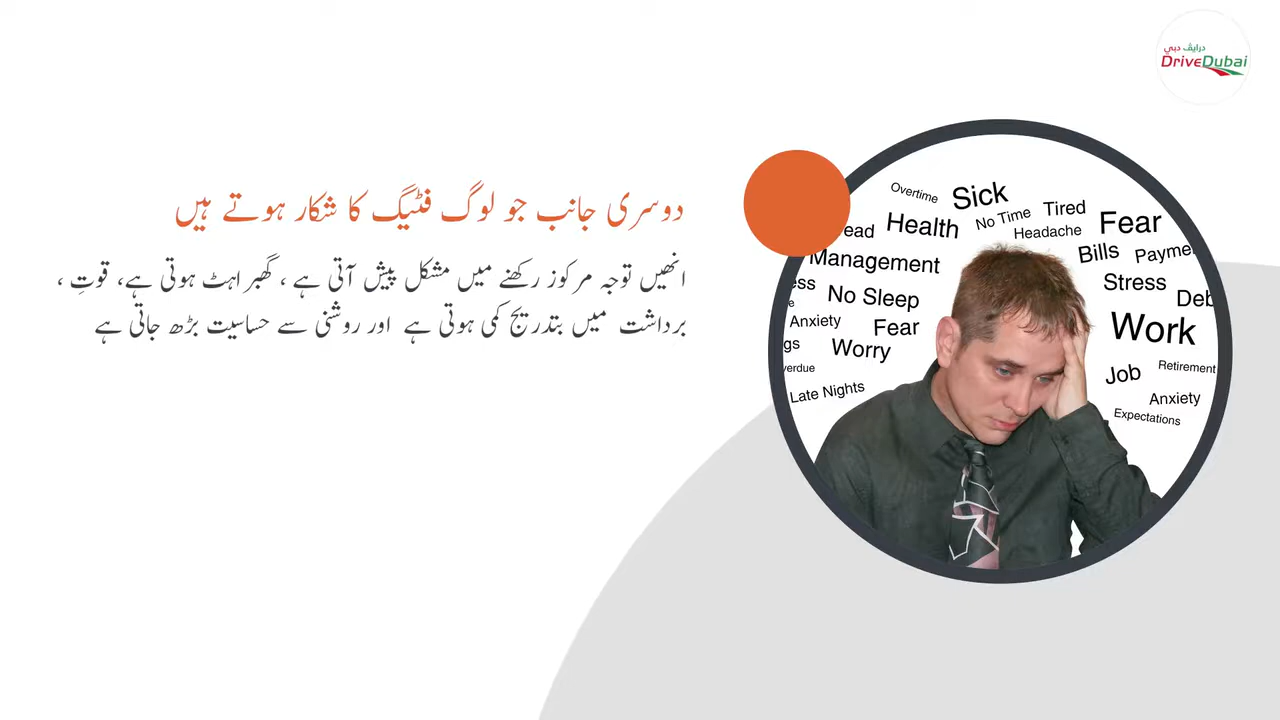 درايف دبي
DriveDubai
دوسری جانب جو لوگ فٹیگ کا شکار ہوتے ہیں
انھیں توجہ مرکوز رکھنے میں مشکل پیش آتی ہے ، گھبراہٹ ہوتی ہے، قوتِ ،
برداشت میں بتدریج کمی ہوتی ہے اور روشنی سے حساسیت بڑھ جاتی ہے
Overtime
Sick
No Time
Tired
Health
Headache
Fear
Management
Bills
Stress
No Sleep
Anxiety
Fear
Work
Worry
Job
Retirement
Late Nights
Anxiety
Expectations